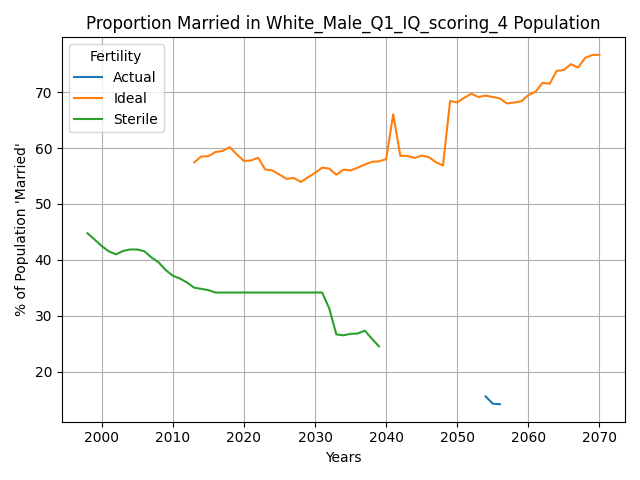 Proportion Married in White_Male_Q1_IQ_scoring_4 Population
Fertility
Actual
Ideal
Sterile
% of Population 'Married'
70
60
50
40
30
20
2000 2010 2020 2030 2040 2050 2060 2070
Years